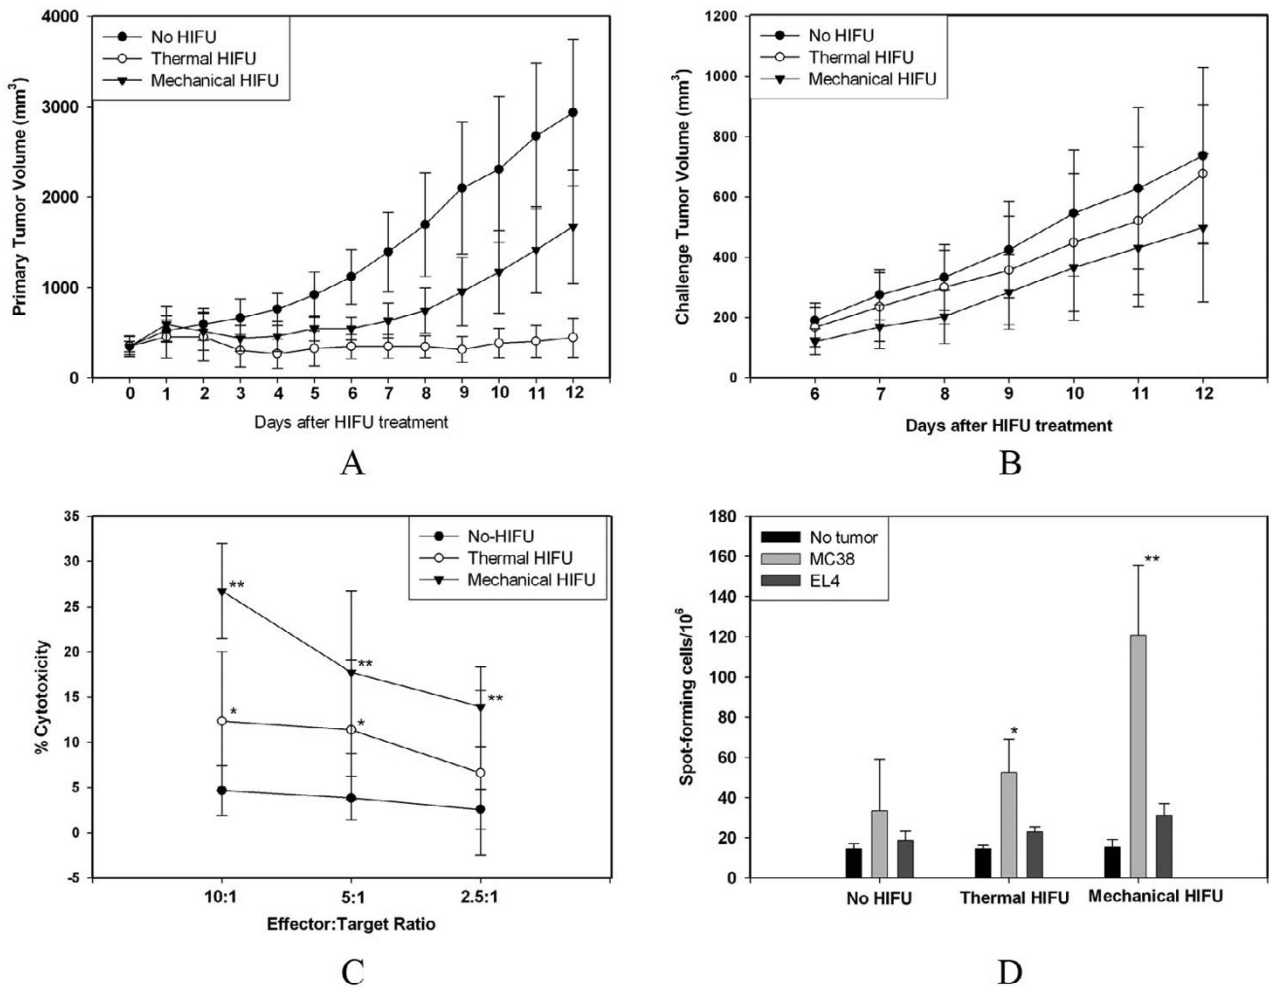 4000
3000
2000
1000
0
Primary Tumor Volume (mm³)
No HIFU
Thermal HIFU
Mechanical HIFU
0 1 2 3 4 5 6 7 8 9 10 11 12
Days after HIFU treatment
A
1200
1000
800
600
400
200
0
Challenge Tumor Volume (mm³)
No HIFU
Thermal HIFU
Mechanical HIFU
6 7 8 9 10 11 12
Days after HIFU treatment
B
35
30
25
20
15
10
5
0
-5
% Cytotoxicity
No-HIFU
Thermal HIFU
Mechanical HIFU
**
**
**
*
*
10:1 5:1 2.5:1
Effector:Target Ratio
C
180
160
140
120
100
80
60
40
20
0
Spot-forming cells/10⁶
No tumor
MC38
EL4
**
*
No HIFU Thermal HIFU Mechanical HIFU
D